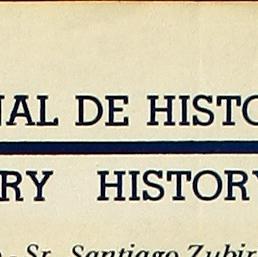 NAL DE HISTO
RY HISTORY
- Sr. Santiago Zubir